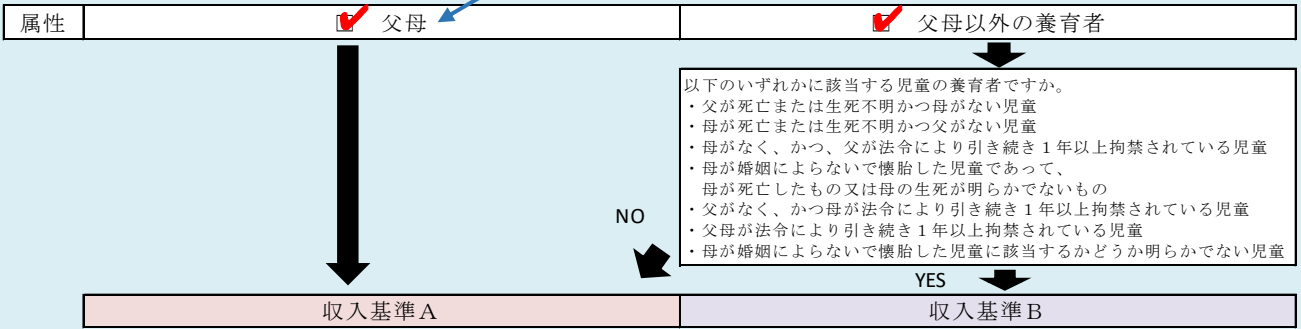 属性
父母
父母以外の養育者
以下のいずれかに該当する児童の養育者ですか。
・父が死亡または生死不明かつ母がない児童
・母が死亡または生死不明かつ父がない児童
・母がなく、かつ、父が法令により引き続き１年以上拘禁されている児童
・母が婚姻によらないで懐胎した児童であって、
母が死亡したもの又は母の生死が明らかでないもの
・父がなく、かつ母が法令により引き続き１年以上拘禁されている児童
・父母が法令により引き続き１年以上拘禁されている児童
・母が婚姻によらないで懐胎した児童に該当するかどうか明らかでない児童
NO
YES
収入基準Ａ
収入基準Ｂ